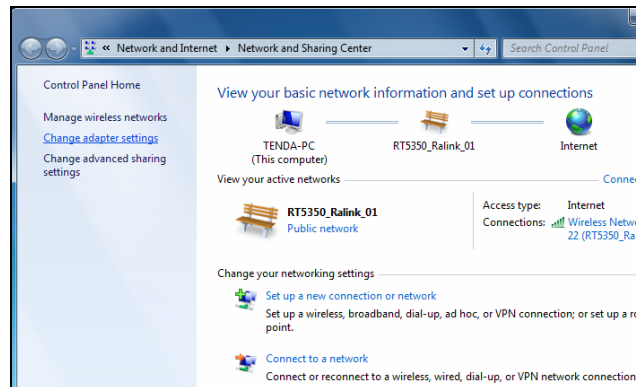 « Network and Internet ▸ Network and Sharing Center
Search Control Panel
Control Panel Home
Manage wireless networks
Change adapter settings
Change advanced sharing
settings
View your basic network information and set up connections
TENDA-PC
(This computer)
RT5350_Ralink_01
Internet
View your active networks
RT5350_Ralink_01
Public network
Access type: Internet
Connections: Wireless
22 (RT5350_Ra
Change your networking settings
Set up a new connection or network
Set up a wireless, broadband, dial-up, ad hoc, or VPN connection; or set up a
point.
Connect to a network
Connect or reconnect to a wireless, wired, dial-up, or VPN network connection